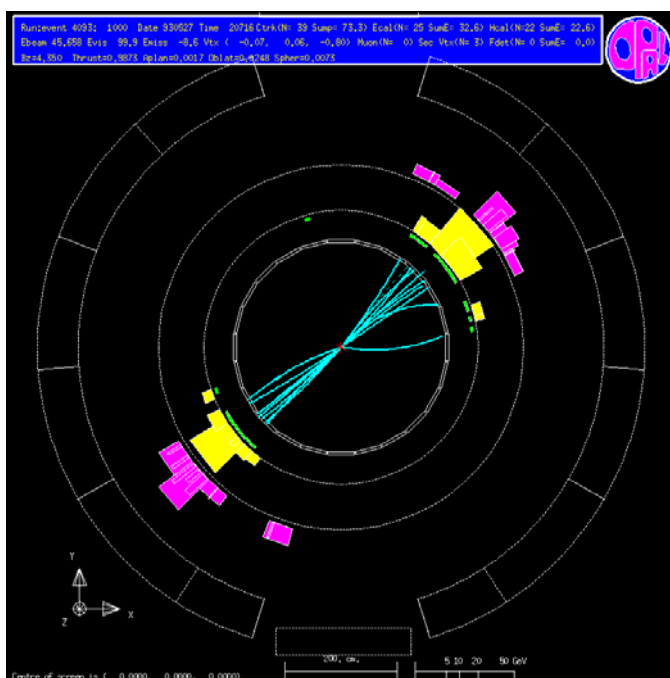 Run:event 4093: 1000 Date 930527 Time 20716 Ctrk(N= 39 Sump= 73.3) Ecal(N= 25 SumE= 32.6) Hcal(N=22 SumE= 22.6)
Ebeam 45.658 Evis 99.9 Emiss -8.6 Vtx ( -0.07, 0.06, -0.80) Muon(N= 0) Sec Vtx(N= 3) Fdet(N= 0 SumE= 0.0)
Bz=4.350 Thrust=0.9873 Aplan=0.0017 Oblat=0.0248 Spher=0.0073
OPAL
Y
X
Z
200. cm.
5 10 20 50 GeV
Centre of screen is ( 0.0000, 0.0000, 0.0000)